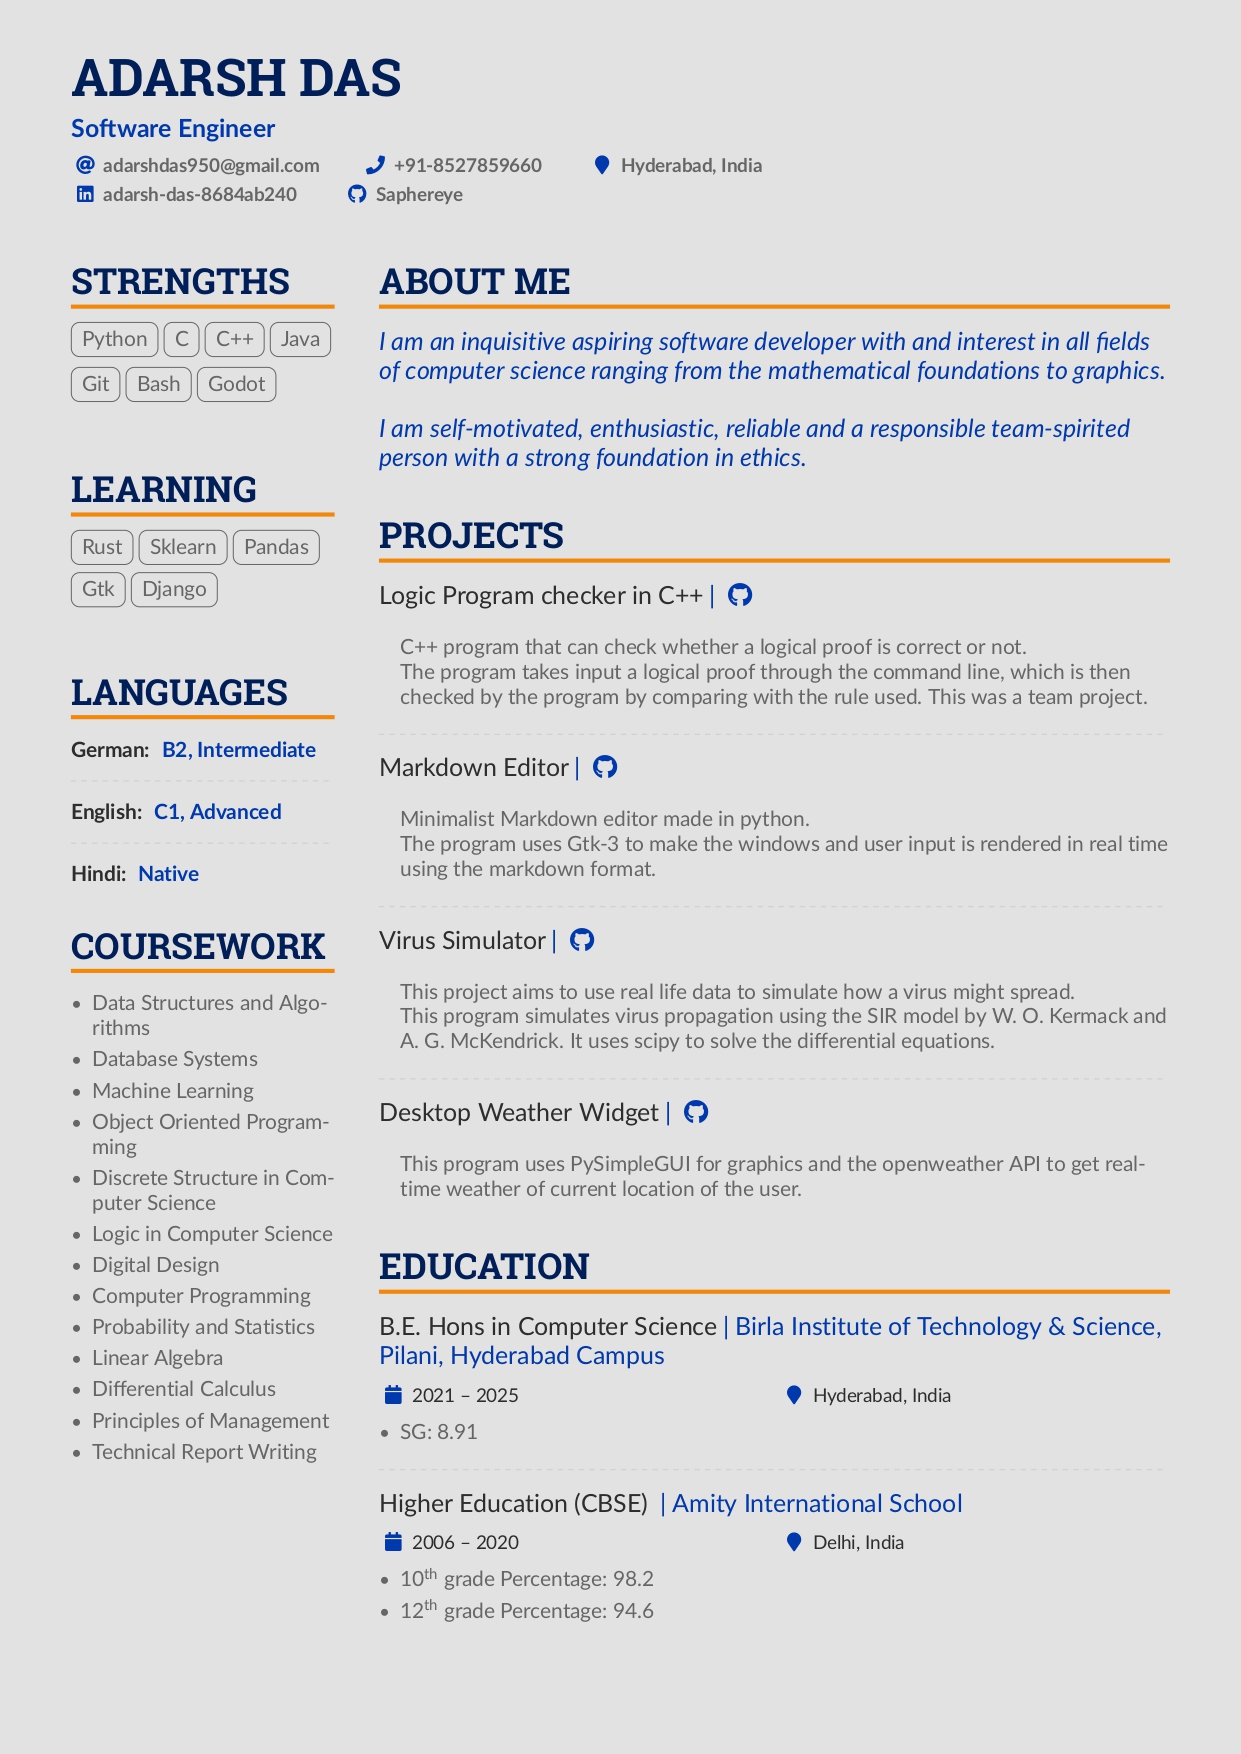 ADARSH DAS
Software Engineer
adarshdas950@gmail.com +91-8527859660 Hyderabad, India
adarsh-das-8684ab240 Saphereye
STRENGTHS
Python C C++ Java
Git Bash Godot
LEARNING
Rust Sklearn Pandas
Gtk Django
LANGUAGES
German: B2, Intermediate
English: C1, Advanced
Hindi: Native
COURSEWORK
• Data Structures and Algo-
rithms
• Database Systems
• Machine Learning
• Object Oriented Program-
ming
• Discrete Structure in Com-
puter Science
• Logic in Computer Science
• Digital Design
• Computer Programming
• Probability and Statistics
• Linear Algebra
• Differential Calculus
• Principles of Management
• Technical Report Writing
ABOUT ME
I am an inquisitive aspiring software developer with and interest in all fields
of computer science ranging from the mathematical foundations to graphics.
I am self-motivated, enthusiastic, reliable and a responsible team-spirited
person with a strong foundation in ethics.
PROJECTS
Logic Program checker in C++ |
C++ program that can check whether a logical proof is correct or not.
The program takes input a logical proof through the command line, which is then
checked by the program by comparing with the rule used. This was a team project.
Markdown Editor |
Minimalist Markdown editor made in python.
The program uses Gtk-3 to make the windows and user input is rendered in real time
using the markdown format.
Virus Simulator |
This project aims to use real life data to simulate how a virus might spread.
This program simulates virus propagation using the SIR model by W. O. Kermack and
A. G. McKendrick. It uses scipy to solve the differential equations.
Desktop Weather Widget |
This program uses PySimpleGUI for graphics and the openweather API to get real-
time weather of current location of the user.
EDUCATION
B.E. Hons in Computer Science | Birla Institute of Technology & Science,
Pilani, Hyderabad Campus
2021 – 2025 Hyderabad, India
• SG: 8.91
Higher Education (CBSE) | Amity International School
2006 – 2020 Delhi, India
• 10th grade Percentage: 98.2
• 12th grade Percentage: 94.6